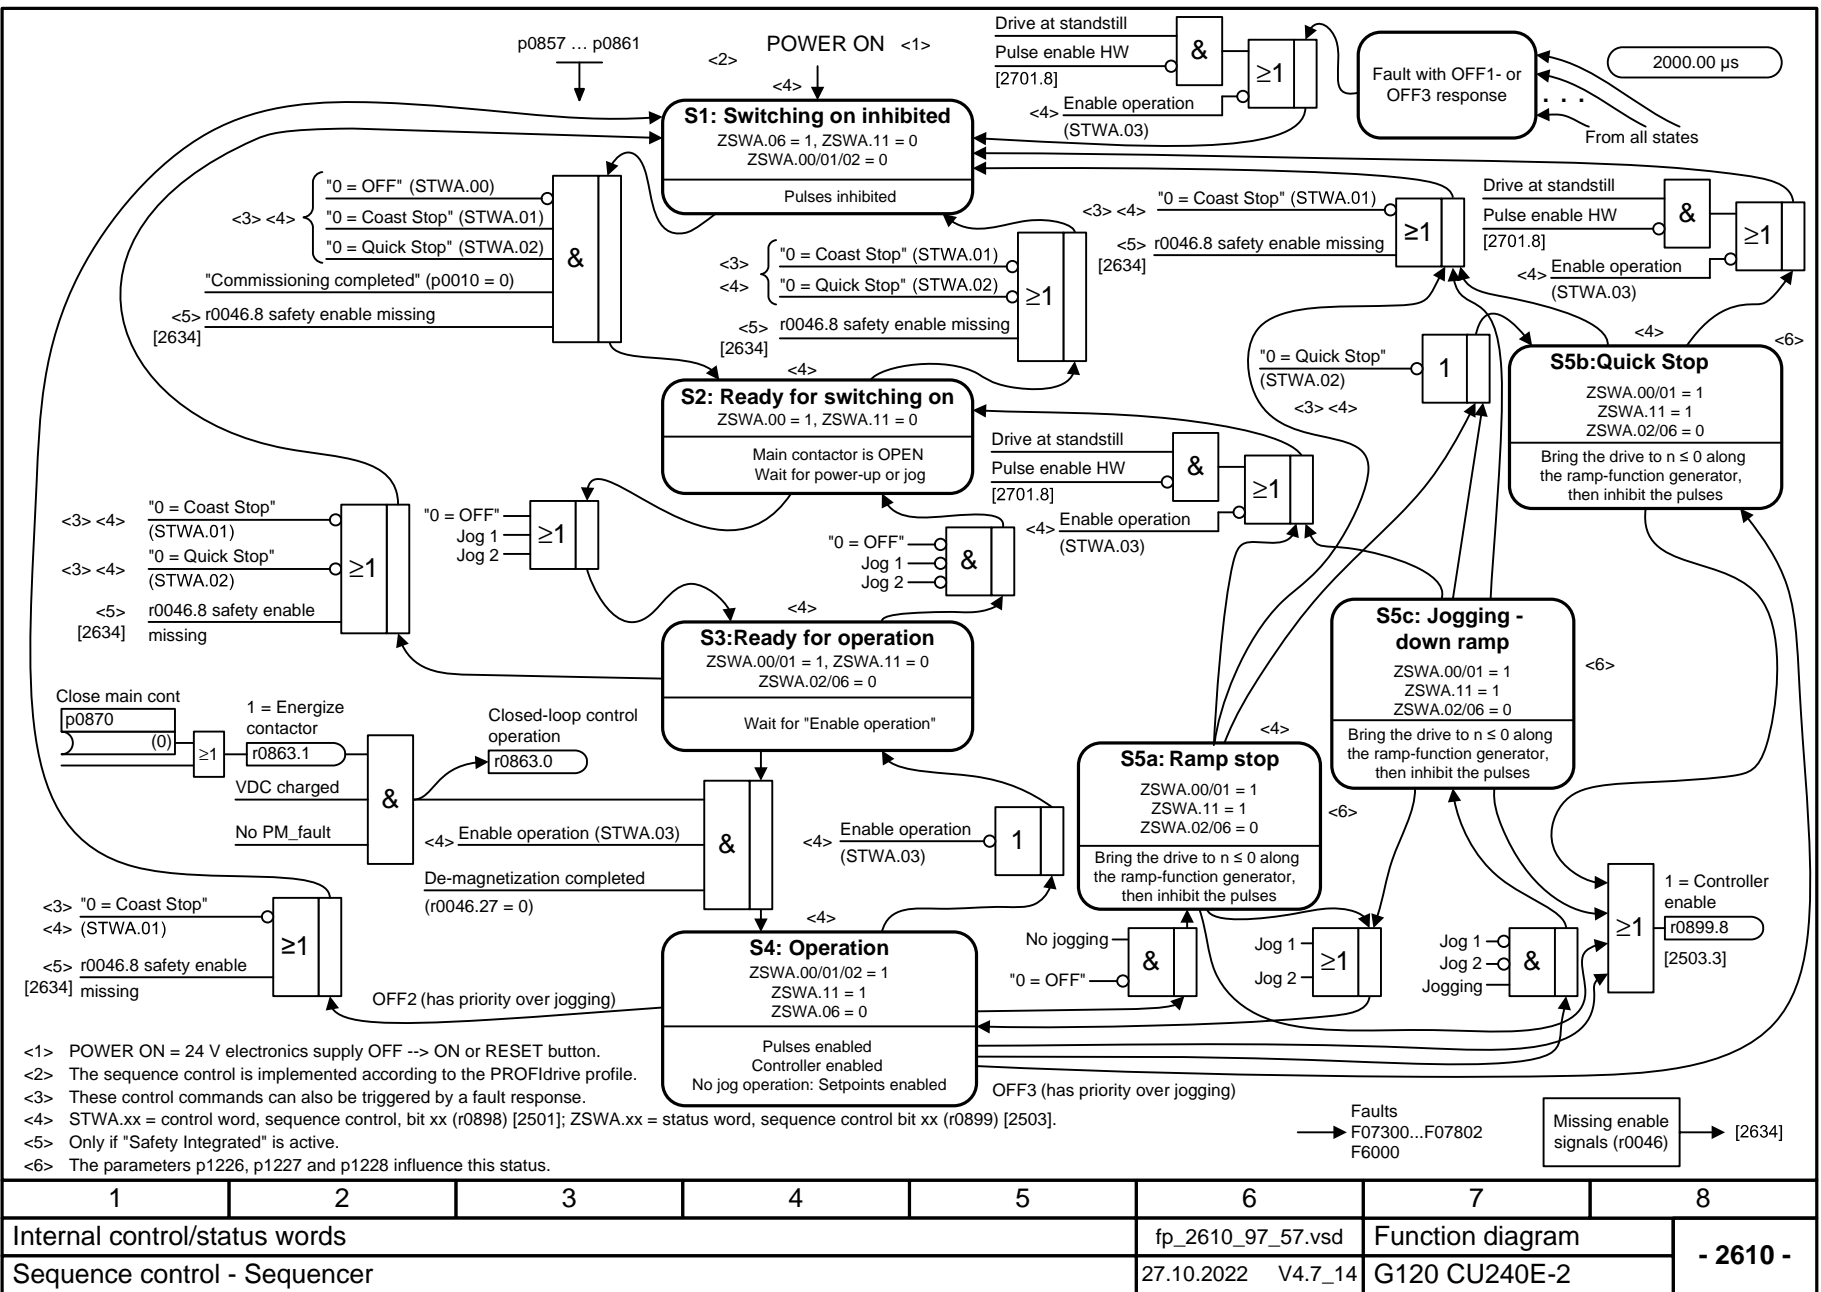 p0857 … p0861
<2>
POWER ON <1>
<4>
Drive at standstill
Pulse enable HW
[2701.8]
&
≥1
<4> Enable operation
(STWA.03)
Fault with OFF1- or
OFF3 response
. . .
From all states
2000.00 µs
S1: Switching on inhibited
ZSWA.06 = 1, ZSWA.11 = 0
ZSWA.00/01/02 = 0
Pulses inhibited
<3> <4>
"0 = OFF" (STWA.00)
"0 = Coast Stop" (STWA.01)
"0 = Quick Stop" (STWA.02)
"Commissioning completed" (p0010 = 0)
<5> r0046.8 safety enable missing
[2634]
&
<3>
<4>
"0 = Coast Stop" (STWA.01)
"0 = Quick Stop" (STWA.02)
<5> r0046.8 safety enable missing
[2634]
≥1
<3> <4> "0 = Coast Stop" (STWA.01)
<5> r0046.8 safety enable missing
[2634]
≥1
Drive at standstill
Pulse enable HW
[2701.8]
&
≥1
<4> Enable operation
(STWA.03)
"0 = Quick Stop"
(STWA.02)
<3> <4>
1
<4>
<6>
S5b:Quick Stop
ZSWA.00/01 = 1
ZSWA.11 = 1
ZSWA.02/06 = 0
Bring the drive to n ≤ 0 along
the ramp-function generator,
then inhibit the pulses
<4>
S2: Ready for switching on
ZSWA.00 = 1, ZSWA.11 = 0
Main contactor is OPEN
Wait for power-up or jog
Drive at standstill
Pulse enable HW
[2701.8]
&
≥1
<4> Enable operation
(STWA.03)
<3> <4> "0 = Coast Stop"
(STWA.01)
<3> <4> "0 = Quick Stop"
(STWA.02)
<5> r0046.8 safety enable
[2634] missing
≥1
"0 = OFF"
Jog 1
Jog 2
≥1
"0 = OFF"
Jog 1
Jog 2
&
<4>
S3:Ready for operation
ZSWA.00/01 = 1, ZSWA.11 = 0
ZSWA.02/06 = 0
Wait for "Enable operation"
S5c: Jogging -
down ramp
ZSWA.00/01 = 1
ZSWA.11 = 1
ZSWA.02/06 = 0
Bring the drive to n ≤ 0 along
the ramp-function generator,
then inhibit the pulses
<6>
Close main cont
p0870
(0)
≥1
1 = Energize
contactor
r0863.1
VDC charged
No PM_fault
&
Closed-loop control
operation
r0863.0
<4> Enable operation (STWA.03)
De-magnetization completed
(r0046.27 = 0)
&
<4> Enable operation
(STWA.03)
1
<4>
S5a: Ramp stop
ZSWA.00/01 = 1
ZSWA.11 = 1
ZSWA.02/06 = 0
Bring the drive to n ≤ 0 along
the ramp-function generator,
then inhibit the pulses
<6>
<3> "0 = Coast Stop"
<4> (STWA.01)
<5> r0046.8 safety enable
[2634] missing
≥1
OFF2 (has priority over jogging)
<4>
S4: Operation
ZSWA.00/01/02 = 1
ZSWA.11 = 1
ZSWA.06 = 0
Pulses enabled
Controller enabled
No jog operation: Setpoints enabled
No jogging
"0 = OFF"
&
Jog 1
Jog 2
≥1
Jog 1
Jog 2
Jogging
&
≥1
1 = Controller
enable
r0899.8
[2503.3]
OFF3 (has priority over jogging)
<1> POWER ON = 24 V electronics supply OFF --> ON or RESET button.
<2> The sequence control is implemented according to the PROFIdrive profile.
<3> These control commands can also be triggered by a fault response.
<4> STWA.xx = control word, sequence control, bit xx (r0898) [2501]; ZSWA.xx = status word, sequence control bit xx (r0899) [2503].
<5> Only if "Safety Integrated" is active.
<6> The parameters p1226, p1227 and p1228 influence this status.
Faults
F07300...F07802
F6000
Missing enable
signals (r0046)
[2634]
1 2 3 4 5 6 7 8
Internal control/status words
fp_2610_97_57.vsd
Function diagram
- 2610 -
Sequence control - Sequencer
27.10.2022 V4.7_14
G120 CU240E-2